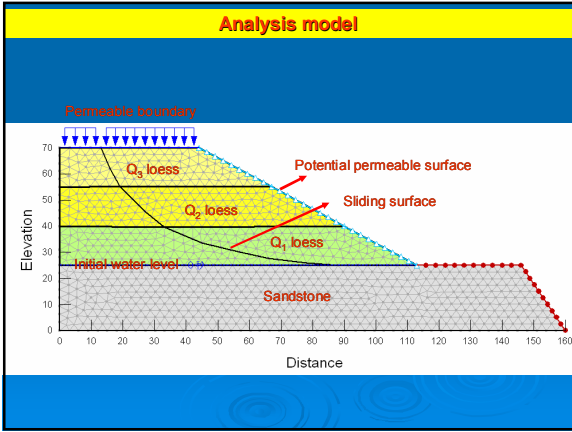 Analysis model
Permeable boundary
70
60
50
40
30
20
10
0
Elevation
Q3 loess
Potential permeable surface
Q2 loess
Sliding surface
Q1 loess
Initial water level
Sandstone
0 10 20 30 40 50 60 70 80 90 100 110 120 130 140 150 160
Distance